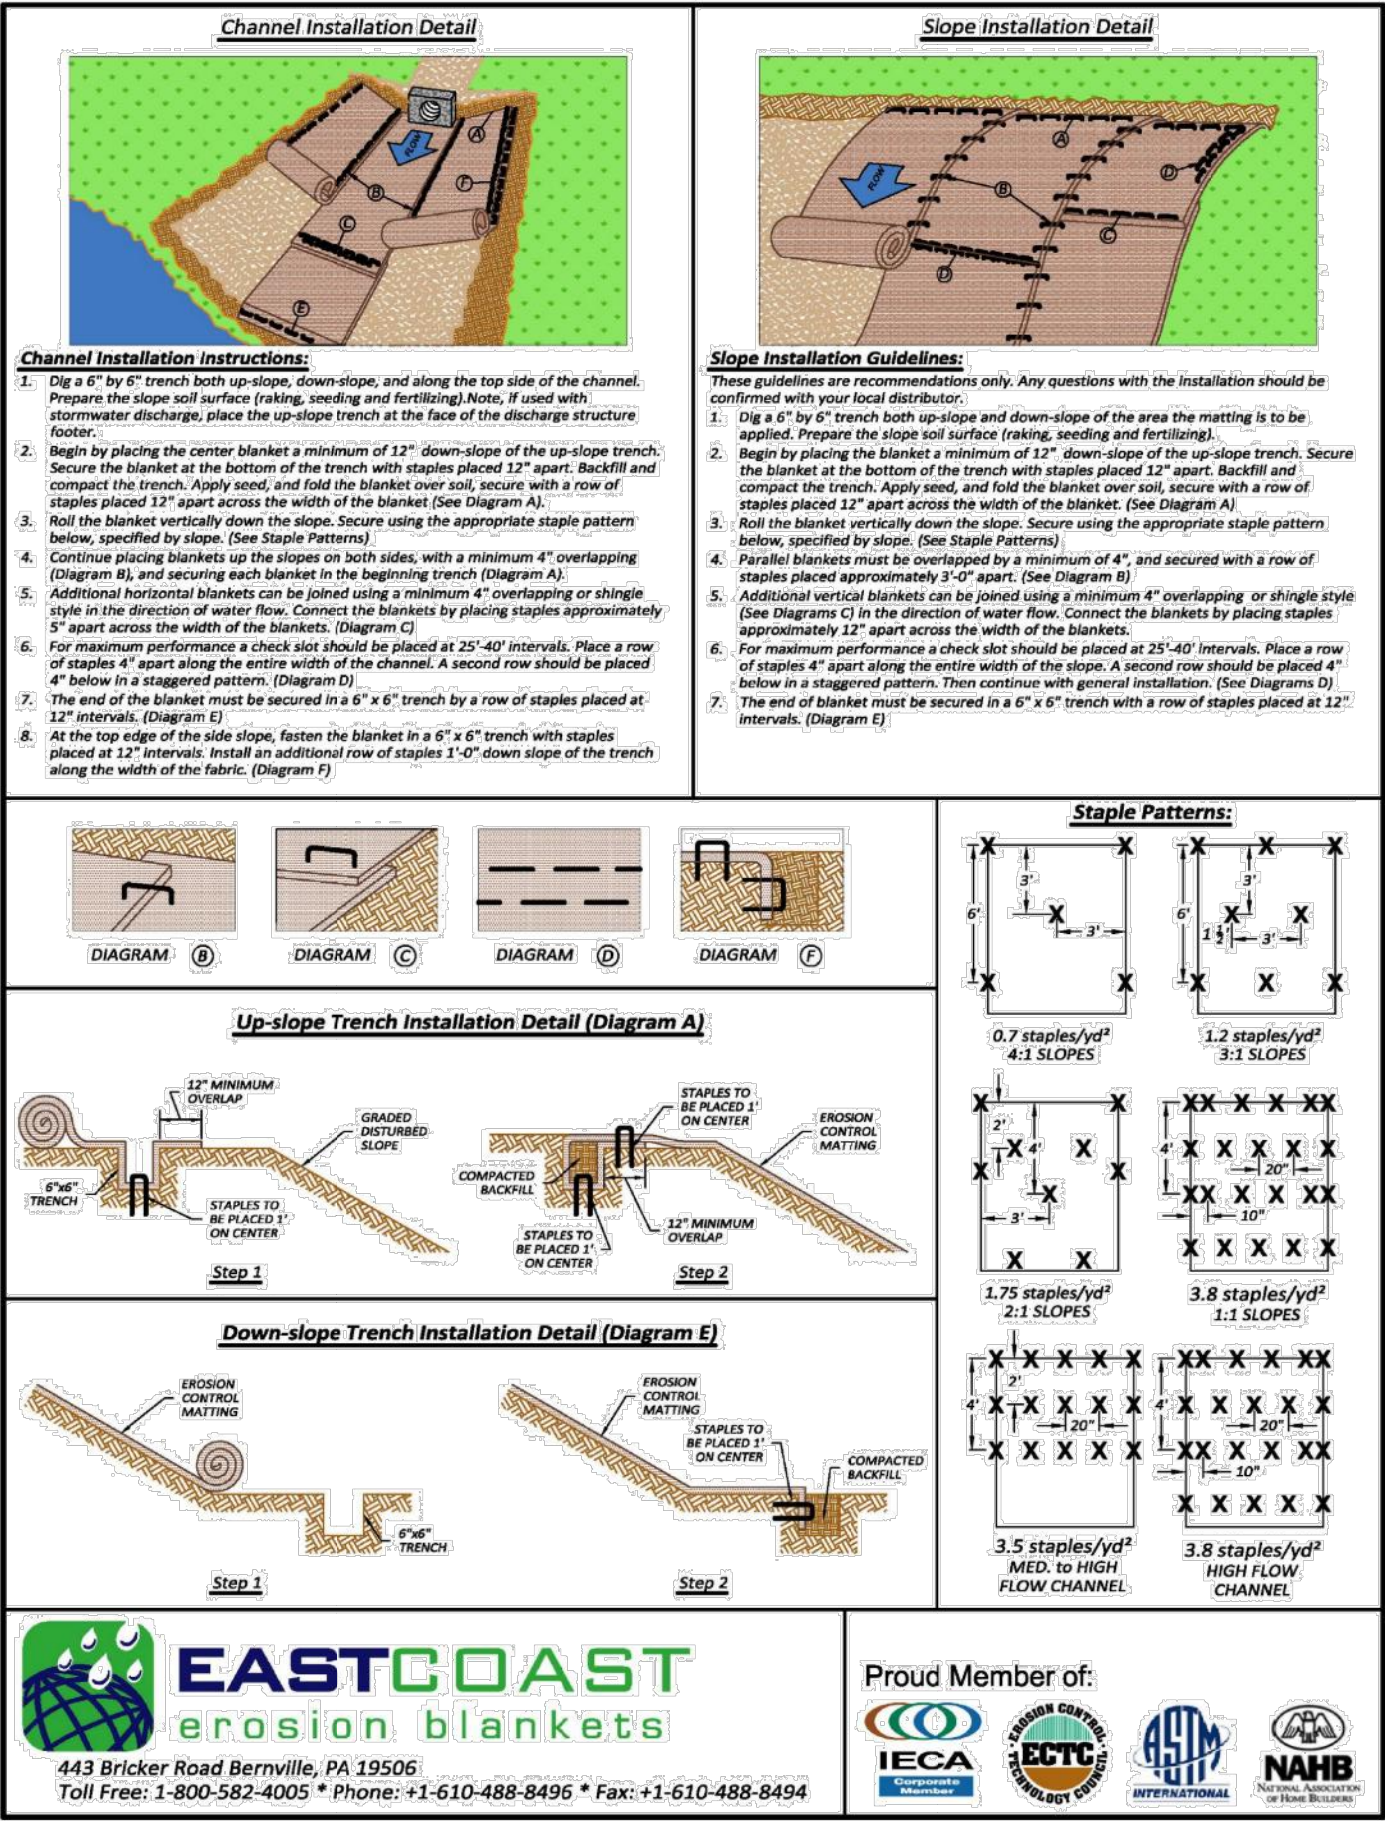 Channel Installation Detail
FLOW
A
B
C
E
F
Channel Installation Instructions:
1. Dig a 6" by 6" trench both up-slope, down-slope, and along the top side of the channel.
Prepare the slope soil surface (raking, seeding and fertilizing).Note, if used with
stormwater discharge, place the up-slope trench at the face of the discharge structure
footer.
2. Begin by placing the center blanket a minimum of 12" down-slope of the up-slope trench.
Secure the blanket at the bottom of the trench with staples placed 12" apart. Backfill and
compact the trench. Apply seed, and fold the blanket over soil, secure with a row of
staples placed 12" apart across the width of the blanket (See Diagram A).
3. Roll the blanket vertically down the slope. Secure using the appropriate staple pattern
below, specified by slope. (See Staple Patterns)
4. Continue placing blankets up the slopes on both sides, with a minimum 4" overlapping
(Diagram B), and securing each blanket in the beginning trench (Diagram A).
5. Additional horizontal blankets can be joined using a minimum 4" overlapping or shingle
style in the direction of water flow. Connect the blankets by placing staples approximately
5" apart across the width of the blankets. (Diagram C)
6. For maximum performance a check slot should be placed at 25'-40' intervals. Place a row
of staples 4" apart along the entire width of the channel. A second row should be placed
4" below in a staggered pattern. (Diagram D)
7. The end of the blanket must be secured in a 6" x 6" trench by a row of staples placed at
12" intervals. (Diagram E)
8. At the top edge of the side slope, fasten the blanket in a 6" x 6" trench with staples
placed at 12" intervals. Install an additional row of staples 1'-0" down slope of the trench
along the width of the fabric. (Diagram F)
Slope Installation Detail
FLOW
A
B
C
D
D
Slope Installation Guidelines:
These guidelines are recommendations only. Any questions with the installation should be
confirmed with your local distributor.
1. Dig a 6" by 6" trench both up-slope and down-slope of the area the matting is to be
applied. Prepare the slope soil surface (raking, seeding and fertilizing).
2. Begin by placing the blanket a minimum of 12" down-slope of the up-slope trench. Secure
the blanket at the bottom of the trench with staples placed 12" apart. Backfill and
compact the trench. Apply seed, and fold the blanket over soil, secure with a row of
staples placed 12" apart across the width of the blanket. (See Diagram A)
3. Roll the blanket vertically down the slope. Secure using the appropriate staple pattern
below, specified by slope. (See Staple Patterns)
4. Parallel blankets must be overlapped by a minimum of 4", and secured with a row of
staples placed approximately 3'-0" apart. (See Diagram B)
5. Additional vertical blankets can be joined using a minimum 4" overlapping or shingle style
(See Diagrams C) in the direction of water flow. Connect the blankets by placing staples
approximately 12" apart across the width of the blankets.
6. For maximum performance a check slot should be placed at 25'-40' intervals. Place a row
of staples 4" apart along the entire width of the slope. A second row should be placed 4"
below in a staggered pattern. Then continue with general installation. (See Diagrams D)
7. The end of the blanket must be secured in a 6" x 6" trench with a row of staples placed at 12"
intervals. (Diagram E)
DIAGRAM B
DIAGRAM C
DIAGRAM D
DIAGRAM F
Up-slope Trench Installation Detail (Diagram A)
12" MINIMUM
OVERLAP
GRADED
DISTURBED
SLOPE
6"x6"
TRENCH
STAPLES TO
BE PLACED 1'
ON CENTER
Step 1
STAPLES TO
BE PLACED 1'
ON CENTER
EROSION
CONTROL
MATTING
COMPACTED
BACKFILL
12" MINIMUM
OVERLAP
STAPLES TO
BE PLACED 1'
ON CENTER
Step 2
Down-slope Trench Installation Detail (Diagram E)
EROSION
CONTROL
MATTING
6"x6"
TRENCH
Step 1
EROSION
CONTROL
MATTING
STAPLES TO
BE PLACED 1'
ON CENTER
COMPACTED
BACKFILL
Step 2
Staple Patterns:
3'
6'
3'
0.7 staples/yd²
4:1 SLOPES
3'
6'
3'
1.2 staples/yd²
3:1 SLOPES
2'
4'
3'
1.75 staples/yd²
2:1 SLOPES
4'
20"
10"
3.8 staples/yd²
1:1 SLOPES
2'
4'
20"
3.5 staples/yd²
MED. to HIGH
FLOW CHANNEL
4'
20"
10"
3.8 staples/yd²
HIGH FLOW
CHANNEL
EASTCOAST
erosion blankets
443 Bricker Road Bernville, PA 19506
Toll Free: 1-800-582-4005 * Phone: +1-610-488-8496 * Fax: +1-610-488-8494
Proud Member of:
IECA
Corporate
Member
EROSION CONTROL
ECTC
TECHNOLOGY COUNCIL
ASTM
INTERNATIONAL
NAHB
NATIONAL ASSOCIATION
OF HOME BUILDERS